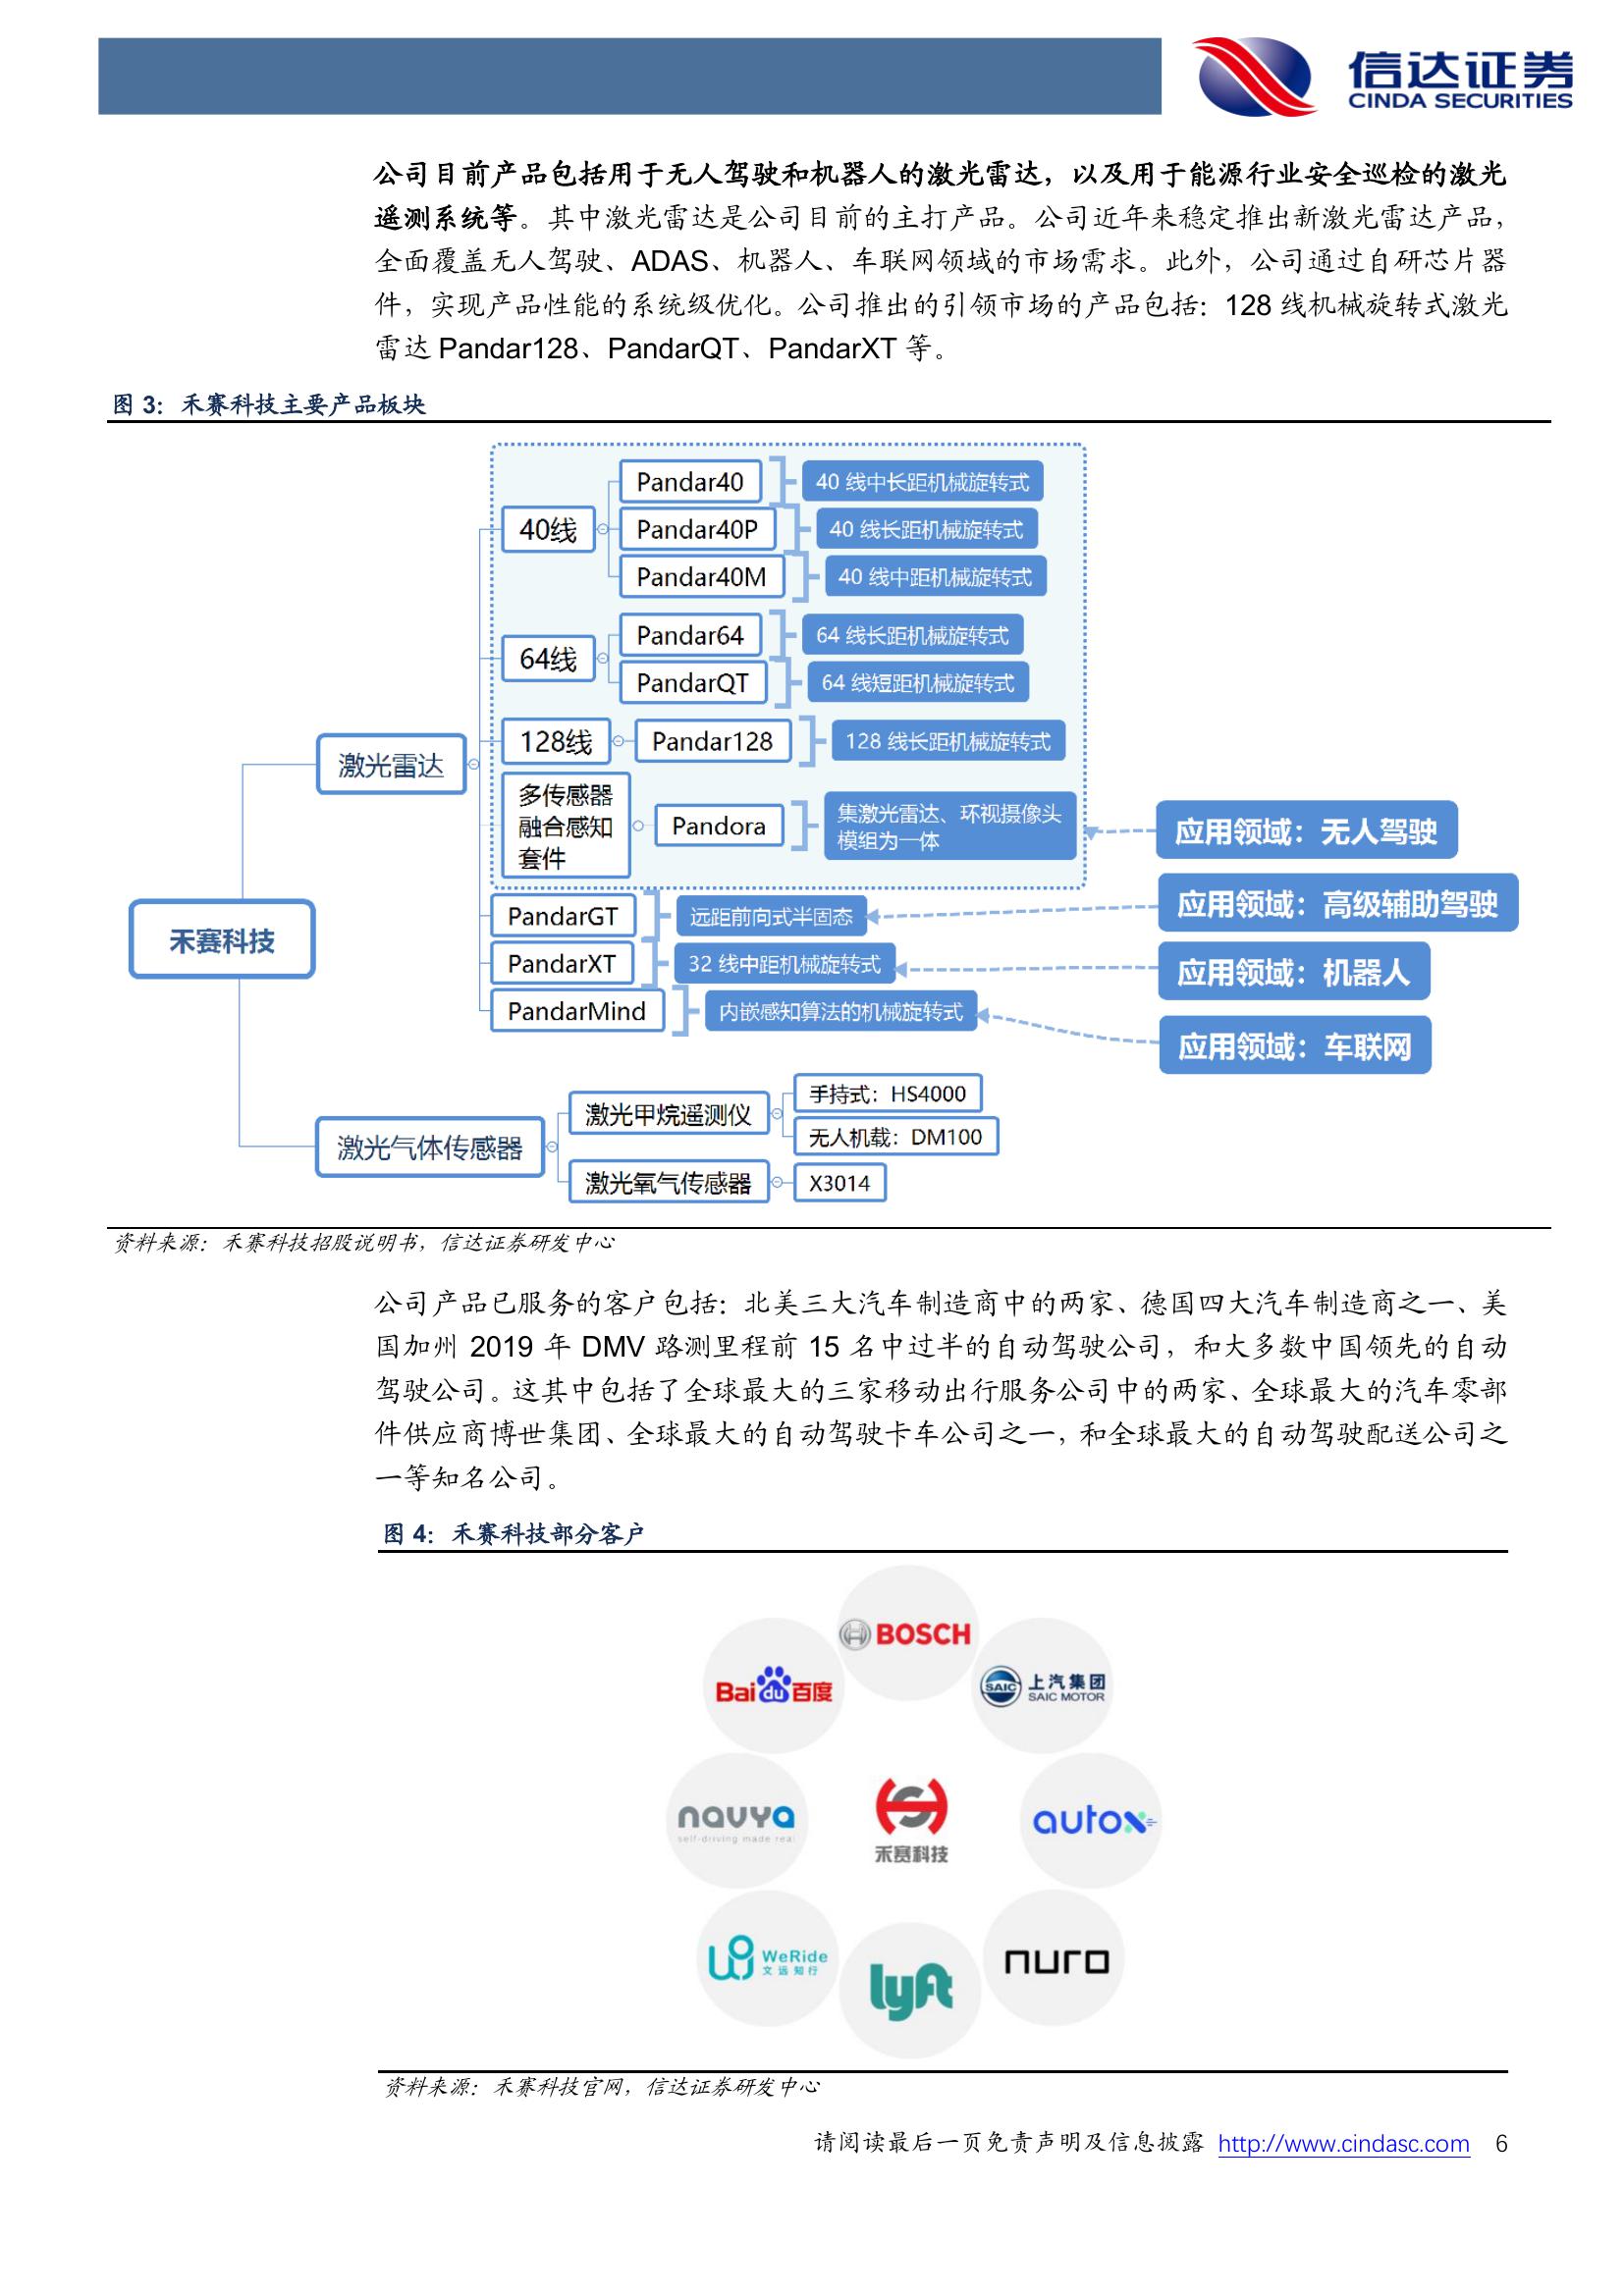 信达证券
CINDA SECURITIES
公司目前产品包括用于无人驾驶和机器人的激光雷达，以及用于能源行业安全巡检的激光
遥测系统等。其中激光雷达是公司目前的主打产品。公司近年来稳定推出新激光雷达产品，
全面覆盖无人驾驶、ADAS、机器人、车联网领域的市场需求。此外，公司通过自研芯片器
件，实现产品性能的系统级优化。公司推出的引领市场的产品包括：128 线机械旋转式激光
雷达 Pandar128、PandarQT、PandarXT 等。
图 3：禾赛科技主要产品板块
禾赛科技
激光雷达
40线
Pandar40
40 线中长距机械旋转式
Pandar40P
40 线长距机械旋转式
Pandar40M
40 线中距机械旋转式
64线
Pandar64
64 线长距机械旋转式
PandarQT
64 线短距机械旋转式
128线
Pandar128
128 线长距机械旋转式
多传感器
融合感知
套件
Pandora
集激光雷达、环视摄像头
模组为一体
应用领域：无人驾驶
PandarGT
远距前向式半固态
应用领域：高级辅助驾驶
PandarXT
32 线中距机械旋转式
应用领域：机器人
PandarMind
内嵌感知算法的机械旋转式
应用领域：车联网
激光气体传感器
激光甲烷遥测仪
手持式：HS4000
无人机载：DM100
激光氧气传感器
X3014
资料来源：禾赛科技招股说明书，信达证券研发中心
公司产品已服务的客户包括：北美三大汽车制造商中的两家、德国四大汽车制造商之一、美
国加州 2019 年 DMV 路测里程前 15 名中过半的自动驾驶公司，和大多数中国领先的自动
驾驶公司。这其中包括了全球最大的三家移动出行服务公司中的两家、全球最大的汽车零部
件供应商博世集团、全球最大的自动驾驶卡车公司之一，和全球最大的自动驾驶配送公司之
一等知名公司。
图 4：禾赛科技部分客户
BOSCH
Baidu百度
SAIC 上汽集团
SAIC MOTOR
navya
self-driving made real
禾赛科技
autox
WeRide
文远知行
lyft
nuro
资料来源：禾赛科技官网，信达证券研发中心
请阅读最后一页免责声明及信息披露 http://www.cindasc.com 6